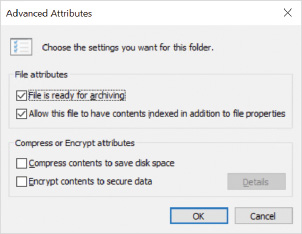 Advanced Attributes
Choose the settings you want for this folder.
File attributes
File is ready for archiving
Allow this file to have contents indexed in addition to file properties
Compress or Encrypt attributes
Compress contents to save disk space
Encrypt contents to secure data
Details
OK
Cancel